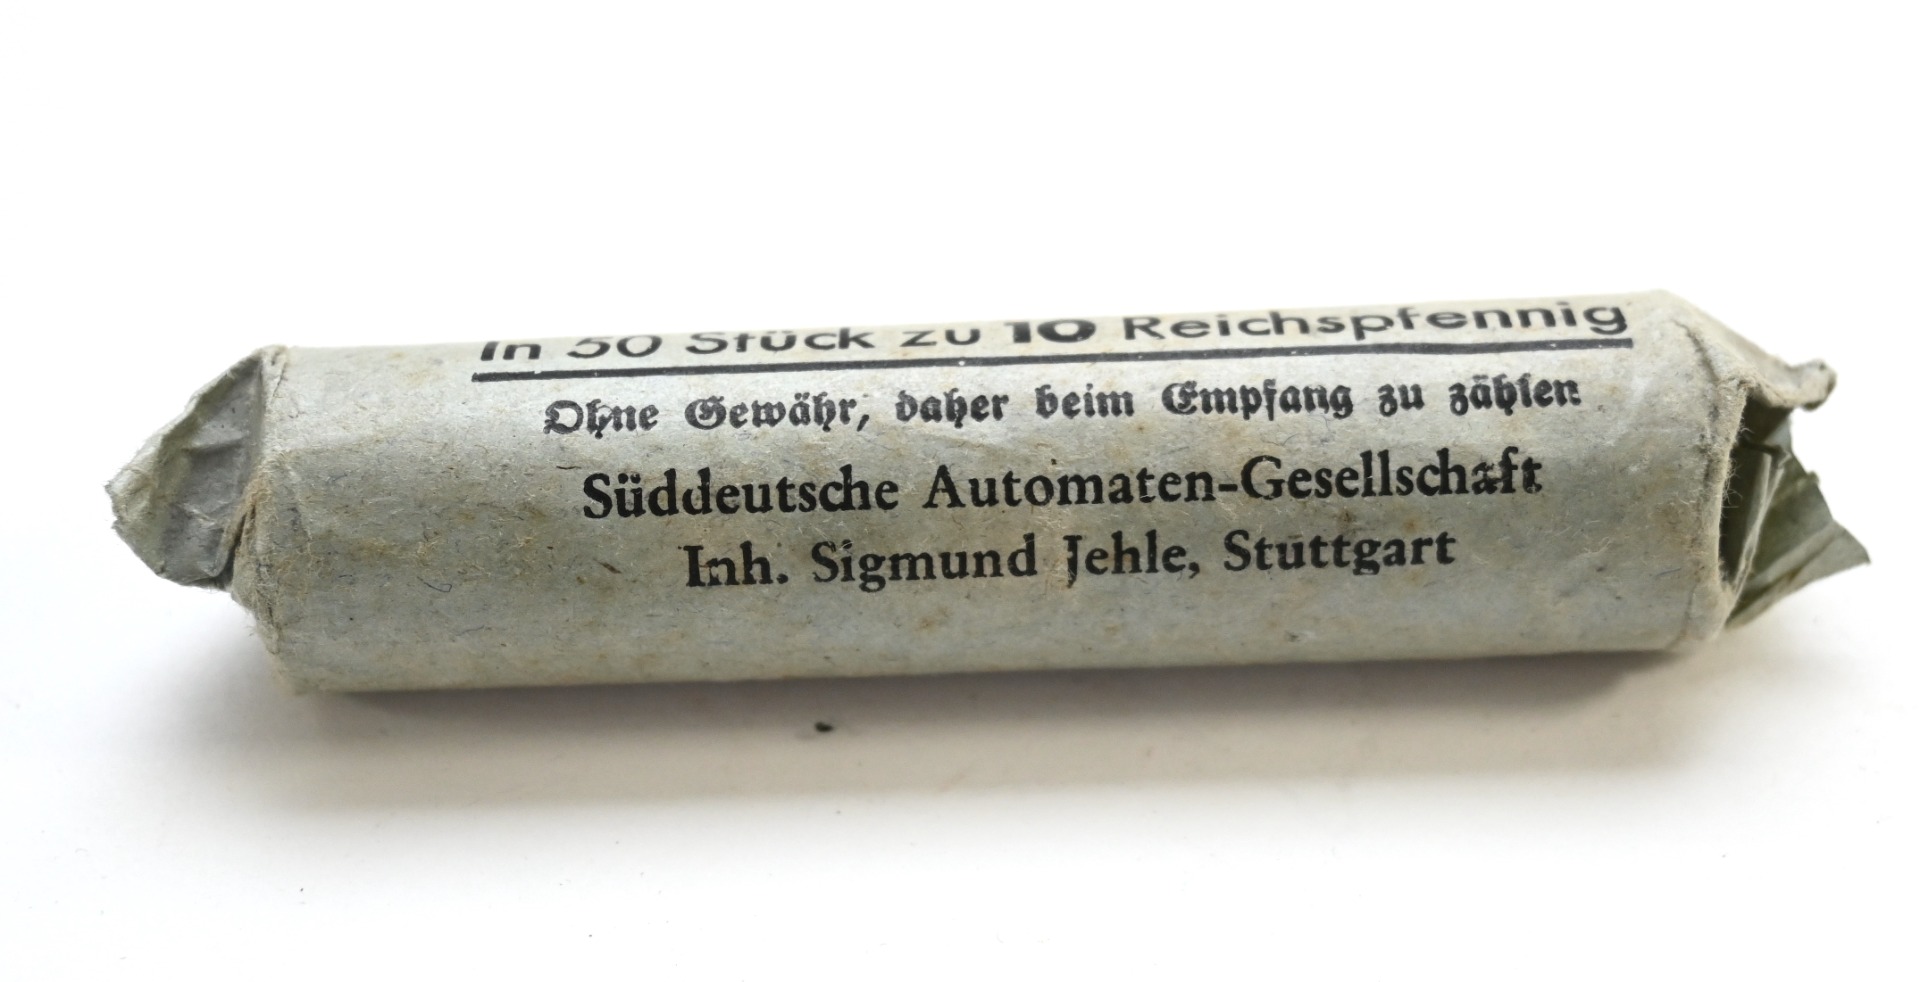 In 50 Stück zu 10 Reichspfennig
Ohne Gewähr, daher beim Empfang zu zählen
Süddeutsche Automaten-Gesellschaft
Inh. Sigmund Jehle, Stuttgart